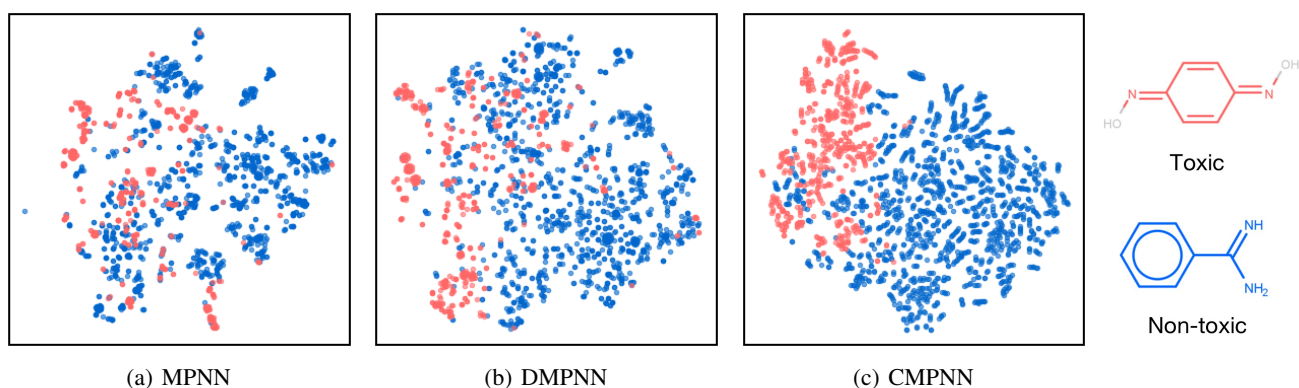 OH
N
N
HO
Toxic
NH
NH₂
Non-toxic
(a) MPNN
(b) DMPNN
(c) CMPNN